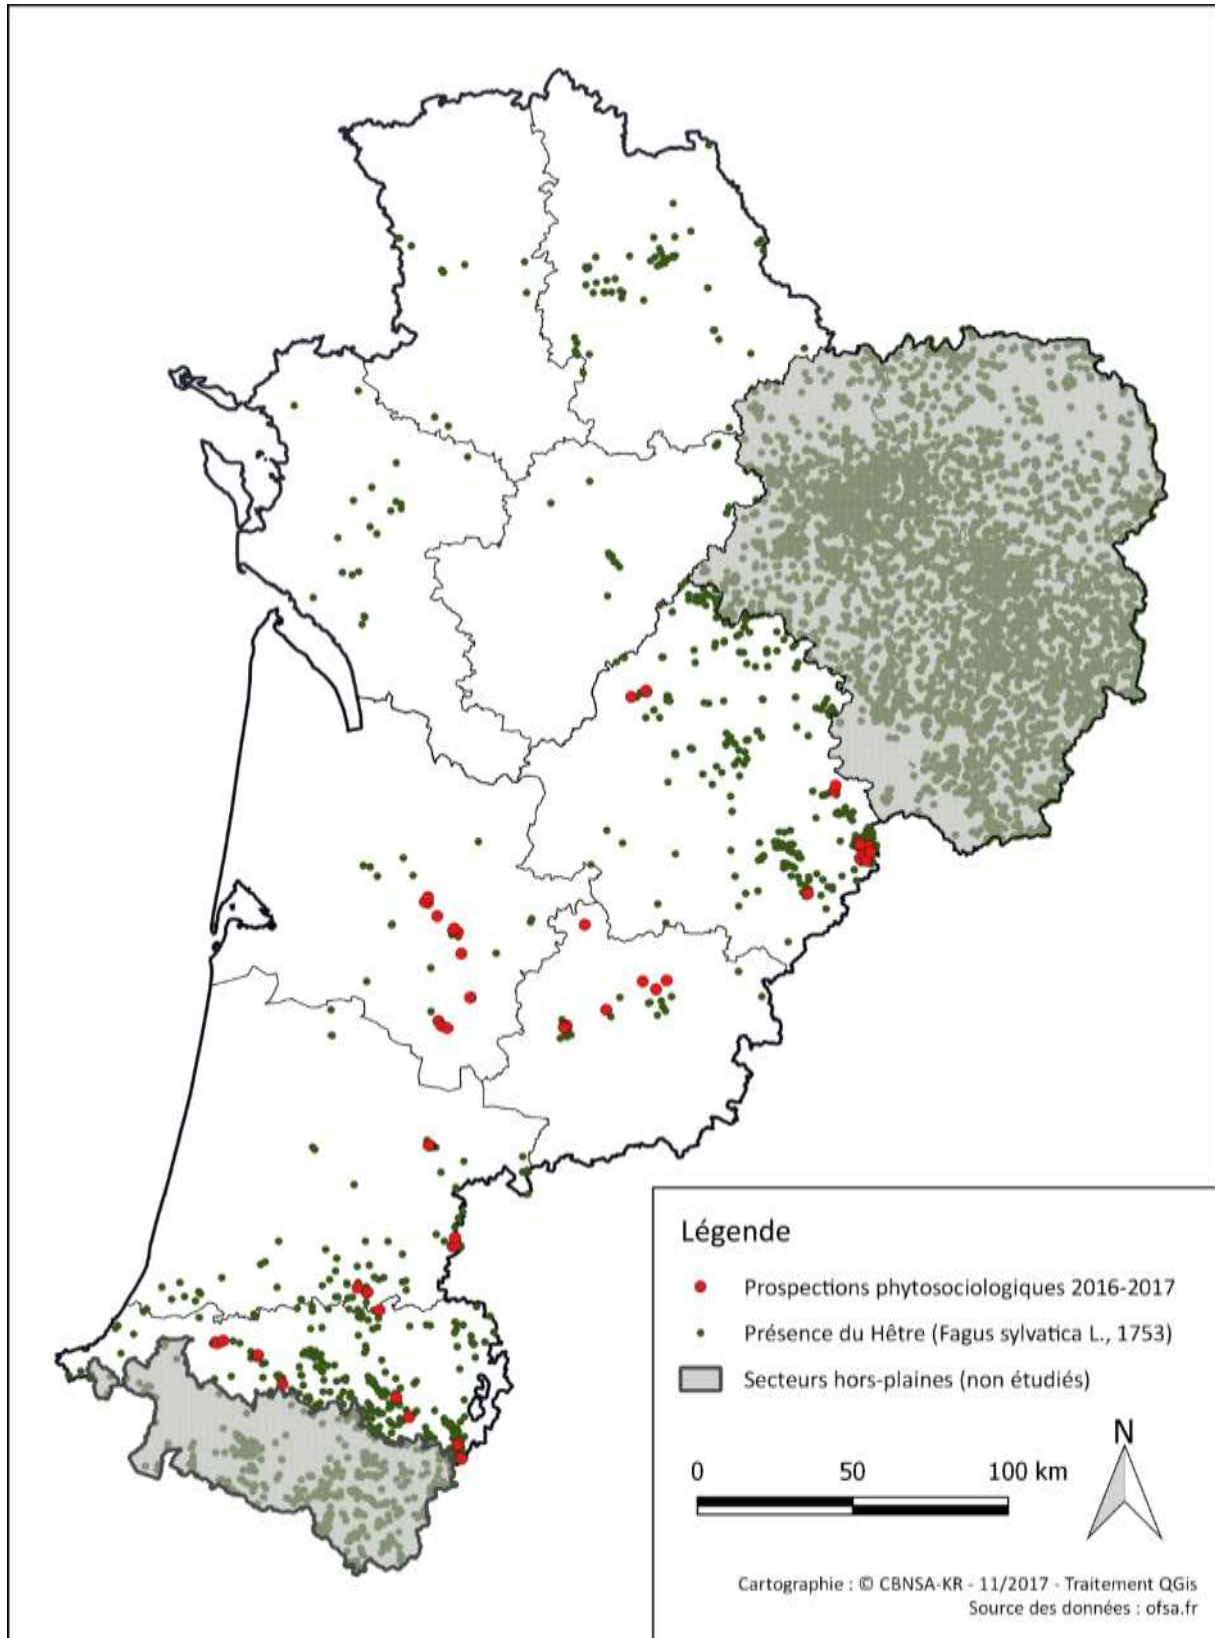 Légende
Prospections phytosociologiques 2016-2017
Présence du Hêtre (Fagus sylvatica L., 1753)
Secteurs hors-plaines (non étudiés)
N
0 50 100 km
Cartographie : © CBNSA-KR - 11/2017 - Traitement QGis
Source des données : ofsa.fr